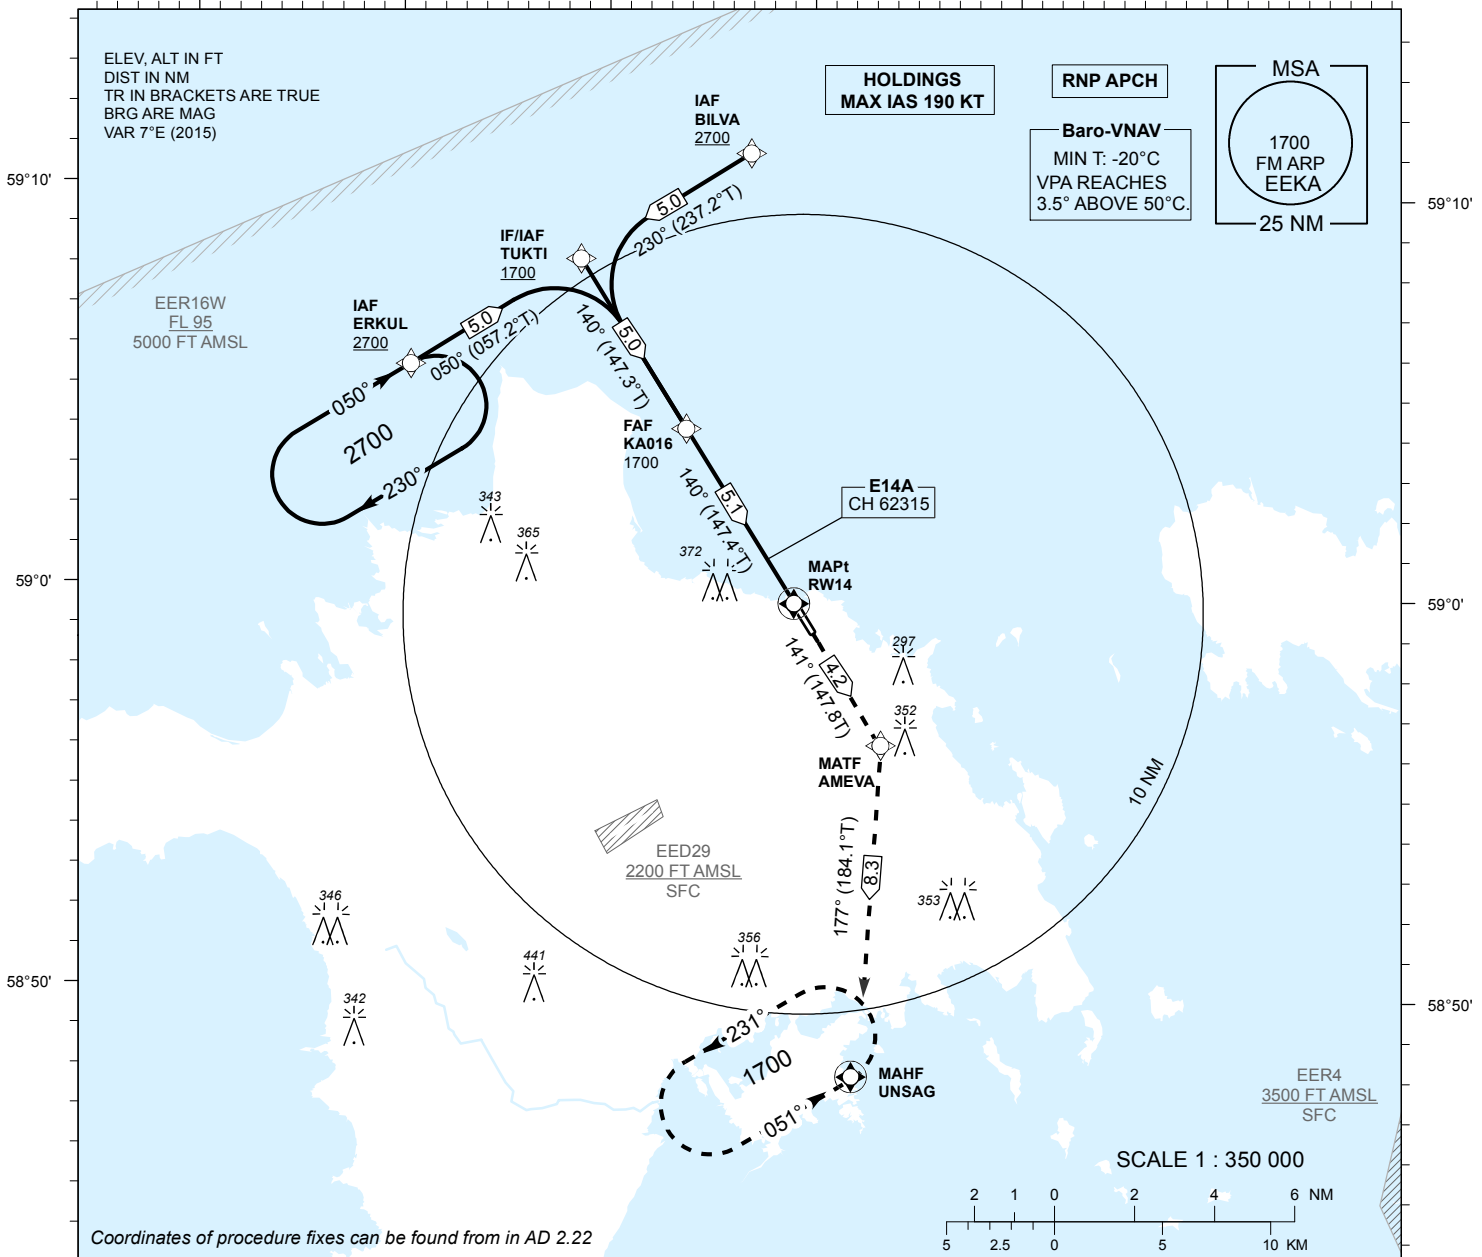 ELEV, ALT IN FT
DIST IN NM
TR IN BRACKETS ARE TRUE
BRG ARE MAG
VAR 7°E (2015)
HOLDINGS
MAX IAS 190 KT
RNP APCH
Baro-VNAV
MIN T: -20°C
VPA REACHES
3.5° ABOVE 50°C.
MSA
1700
FM ARP
EEKA
25 NM
IAF
BILVA
2700
5.0
230° (237.2°T)
59°10'
59°10'
IF/IAF
TUKTI
1700
EER16W
FL 95
5000 FT AMSL
IAF
ERKUL
2700
5.0
050° (057.2°T)
5.0
140° (147.3°T)
050°
2700
230°
FAF
KA016
1700
5.1
140° (147.4°T)
E14A
CH 62315
343
365
372
MAPt
RW14
59°0'
59°0'
297
4.2
141° (147.8T)
352
MATF
AMEVA
10 NM
EED29
2200 FT AMSL
SFC
8.3
177° (184.1°T)
353
346
356
441
342
58°50'
58°50'
231°
1700
051°
MAHF
UNSAG
EER4
3500 FT AMSL
SFC
SCALE 1 : 350 000
2 1 0 2 4 6 NM
5 2.5 0 5 10 KM
Coordinates of procedure fixes can be found from in AD 2.22